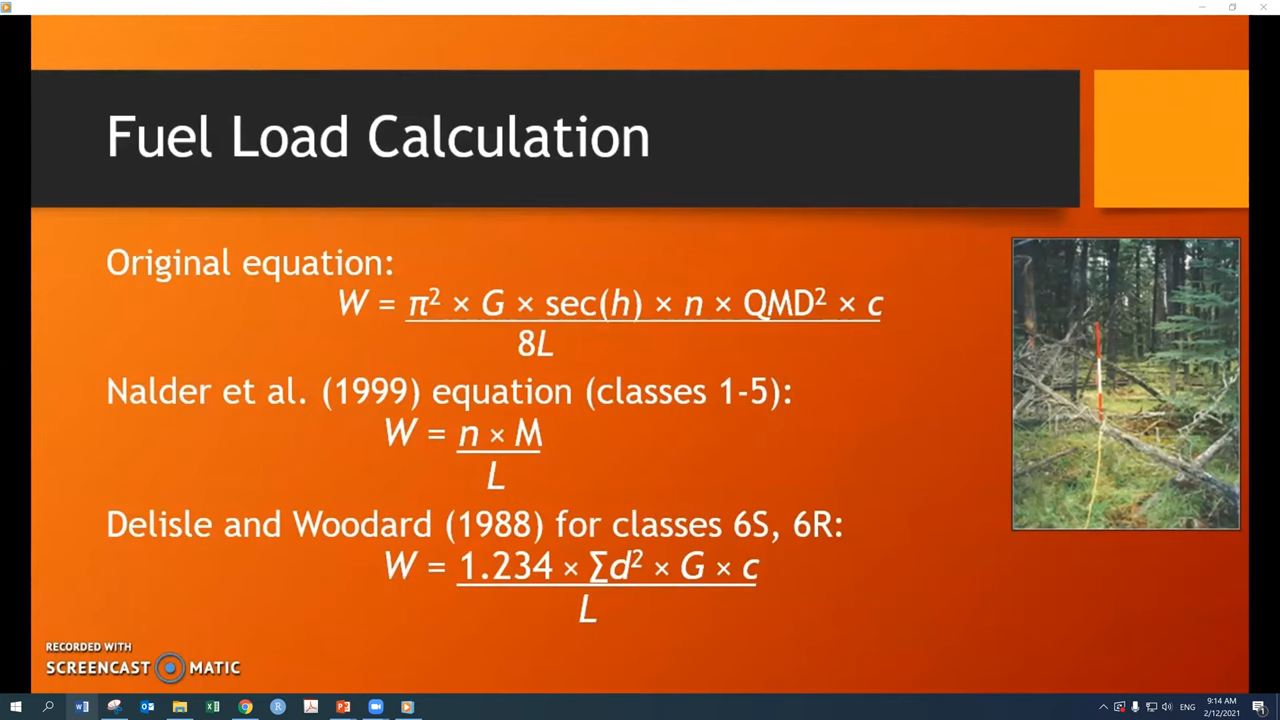 Fuel Load Calculation
Original equation:
W = π² × G × sec(h) × n × QMD² × c
8L
Nalder et al. (1999) equation (classes 1-5):
W = n × M
L
Delisle and Woodard (1988) for classes 6S, 6R:
W = 1.234 × ∑d² × G × c
L
RECORDED WITH
SCREENCAST MATIC
ENG
9:14 AM
2/12/2021